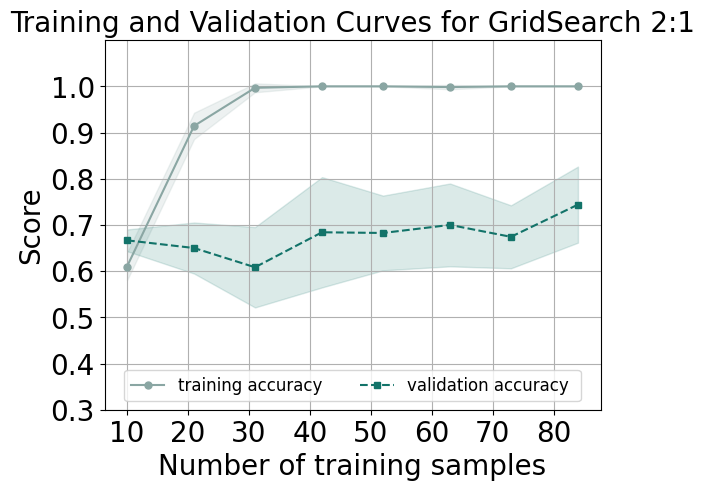 Training and Validation Curves for GridSearch 2:1
Score
1.0
0.9
0.8
0.7
0.6
0.5
0.4
0.3
training accuracy validation accuracy
10 20 30 40 50 60 70 80
Number of training samples